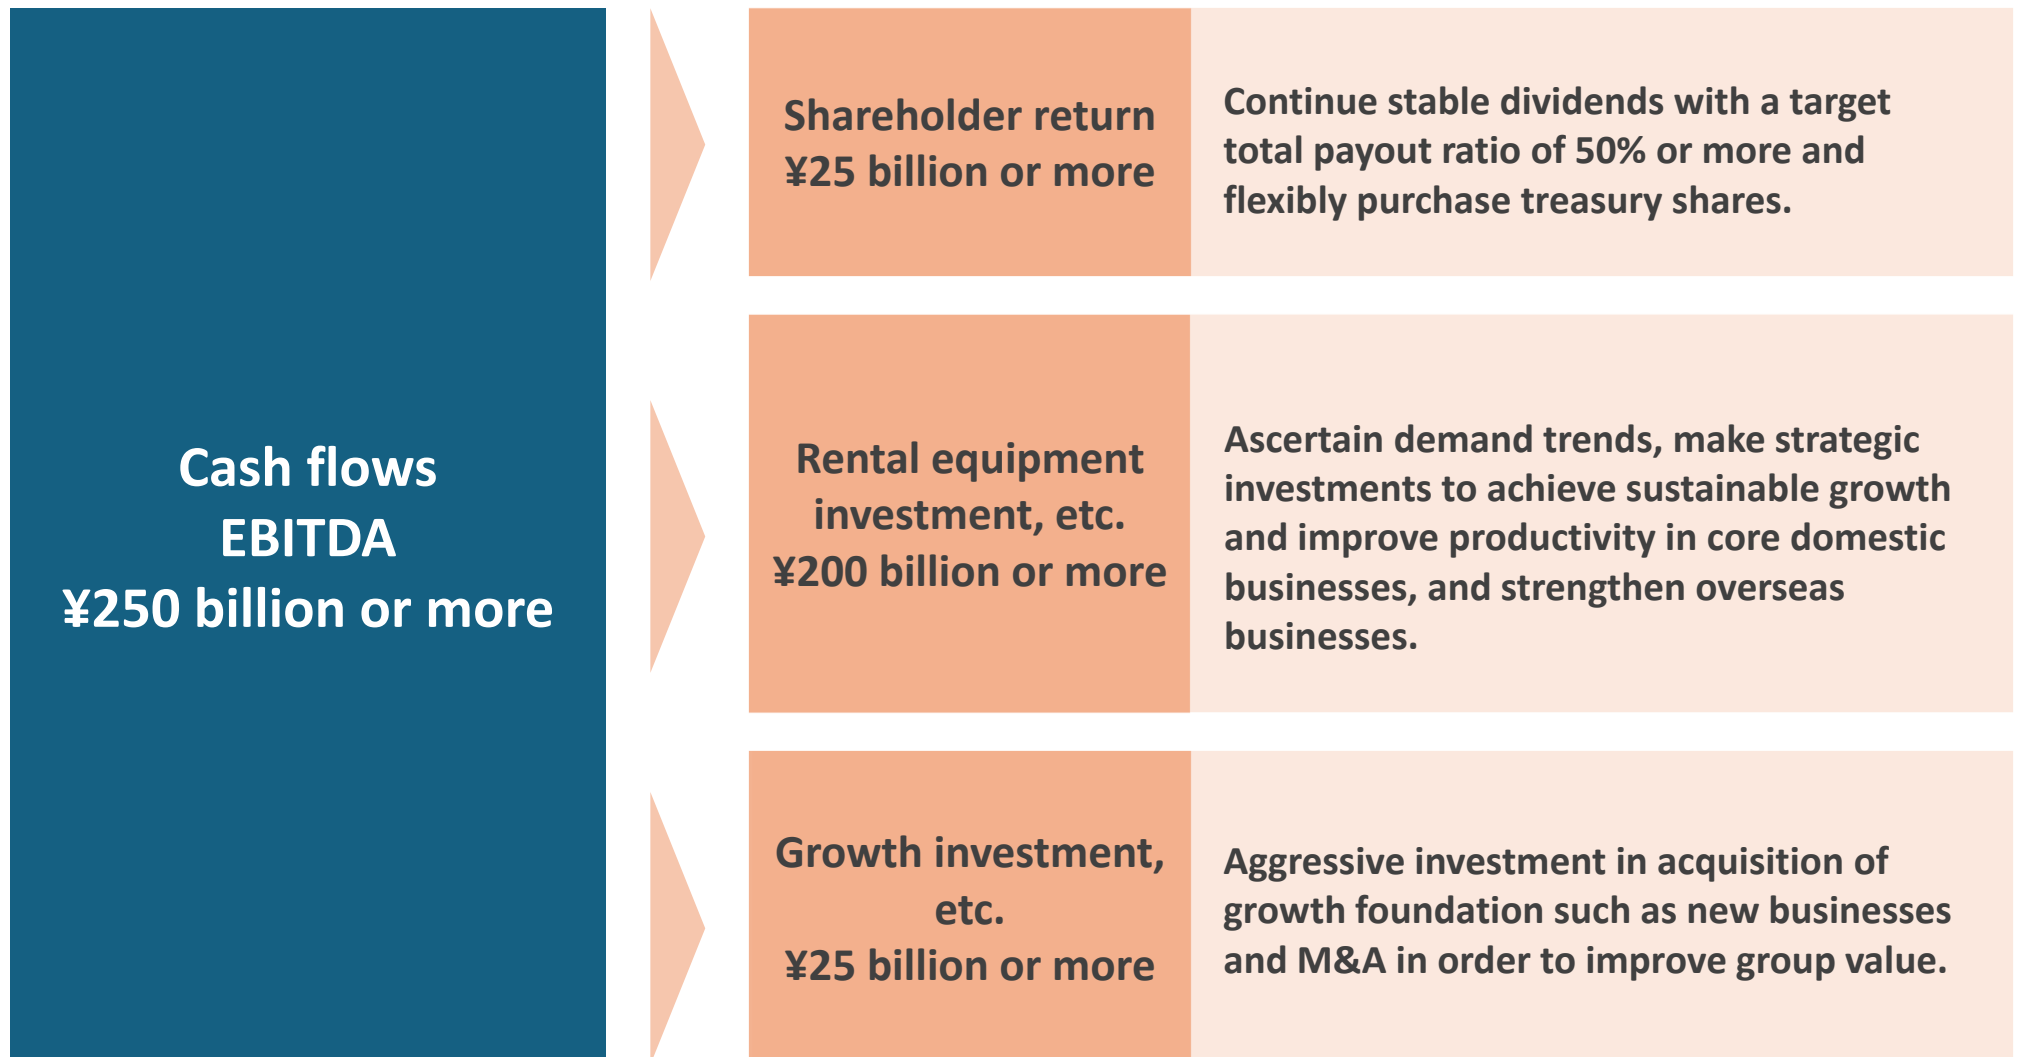 Cash flows
EBITDA
¥250 billion or more
Shareholder return
¥25 billion or more
Continue stable dividends with a target
total payout ratio of 50% or more and
flexibly purchase treasury shares.
Rental equipment
investment, etc.
¥200 billion or more
Ascertain demand trends, make strategic
investments to achieve sustainable growth
and improve productivity in core domestic
businesses, and strengthen overseas
businesses.
Growth investment,
etc.
¥25 billion or more
Aggressive investment in acquisition of
growth foundation such as new businesses
and M&A in order to improve group value.